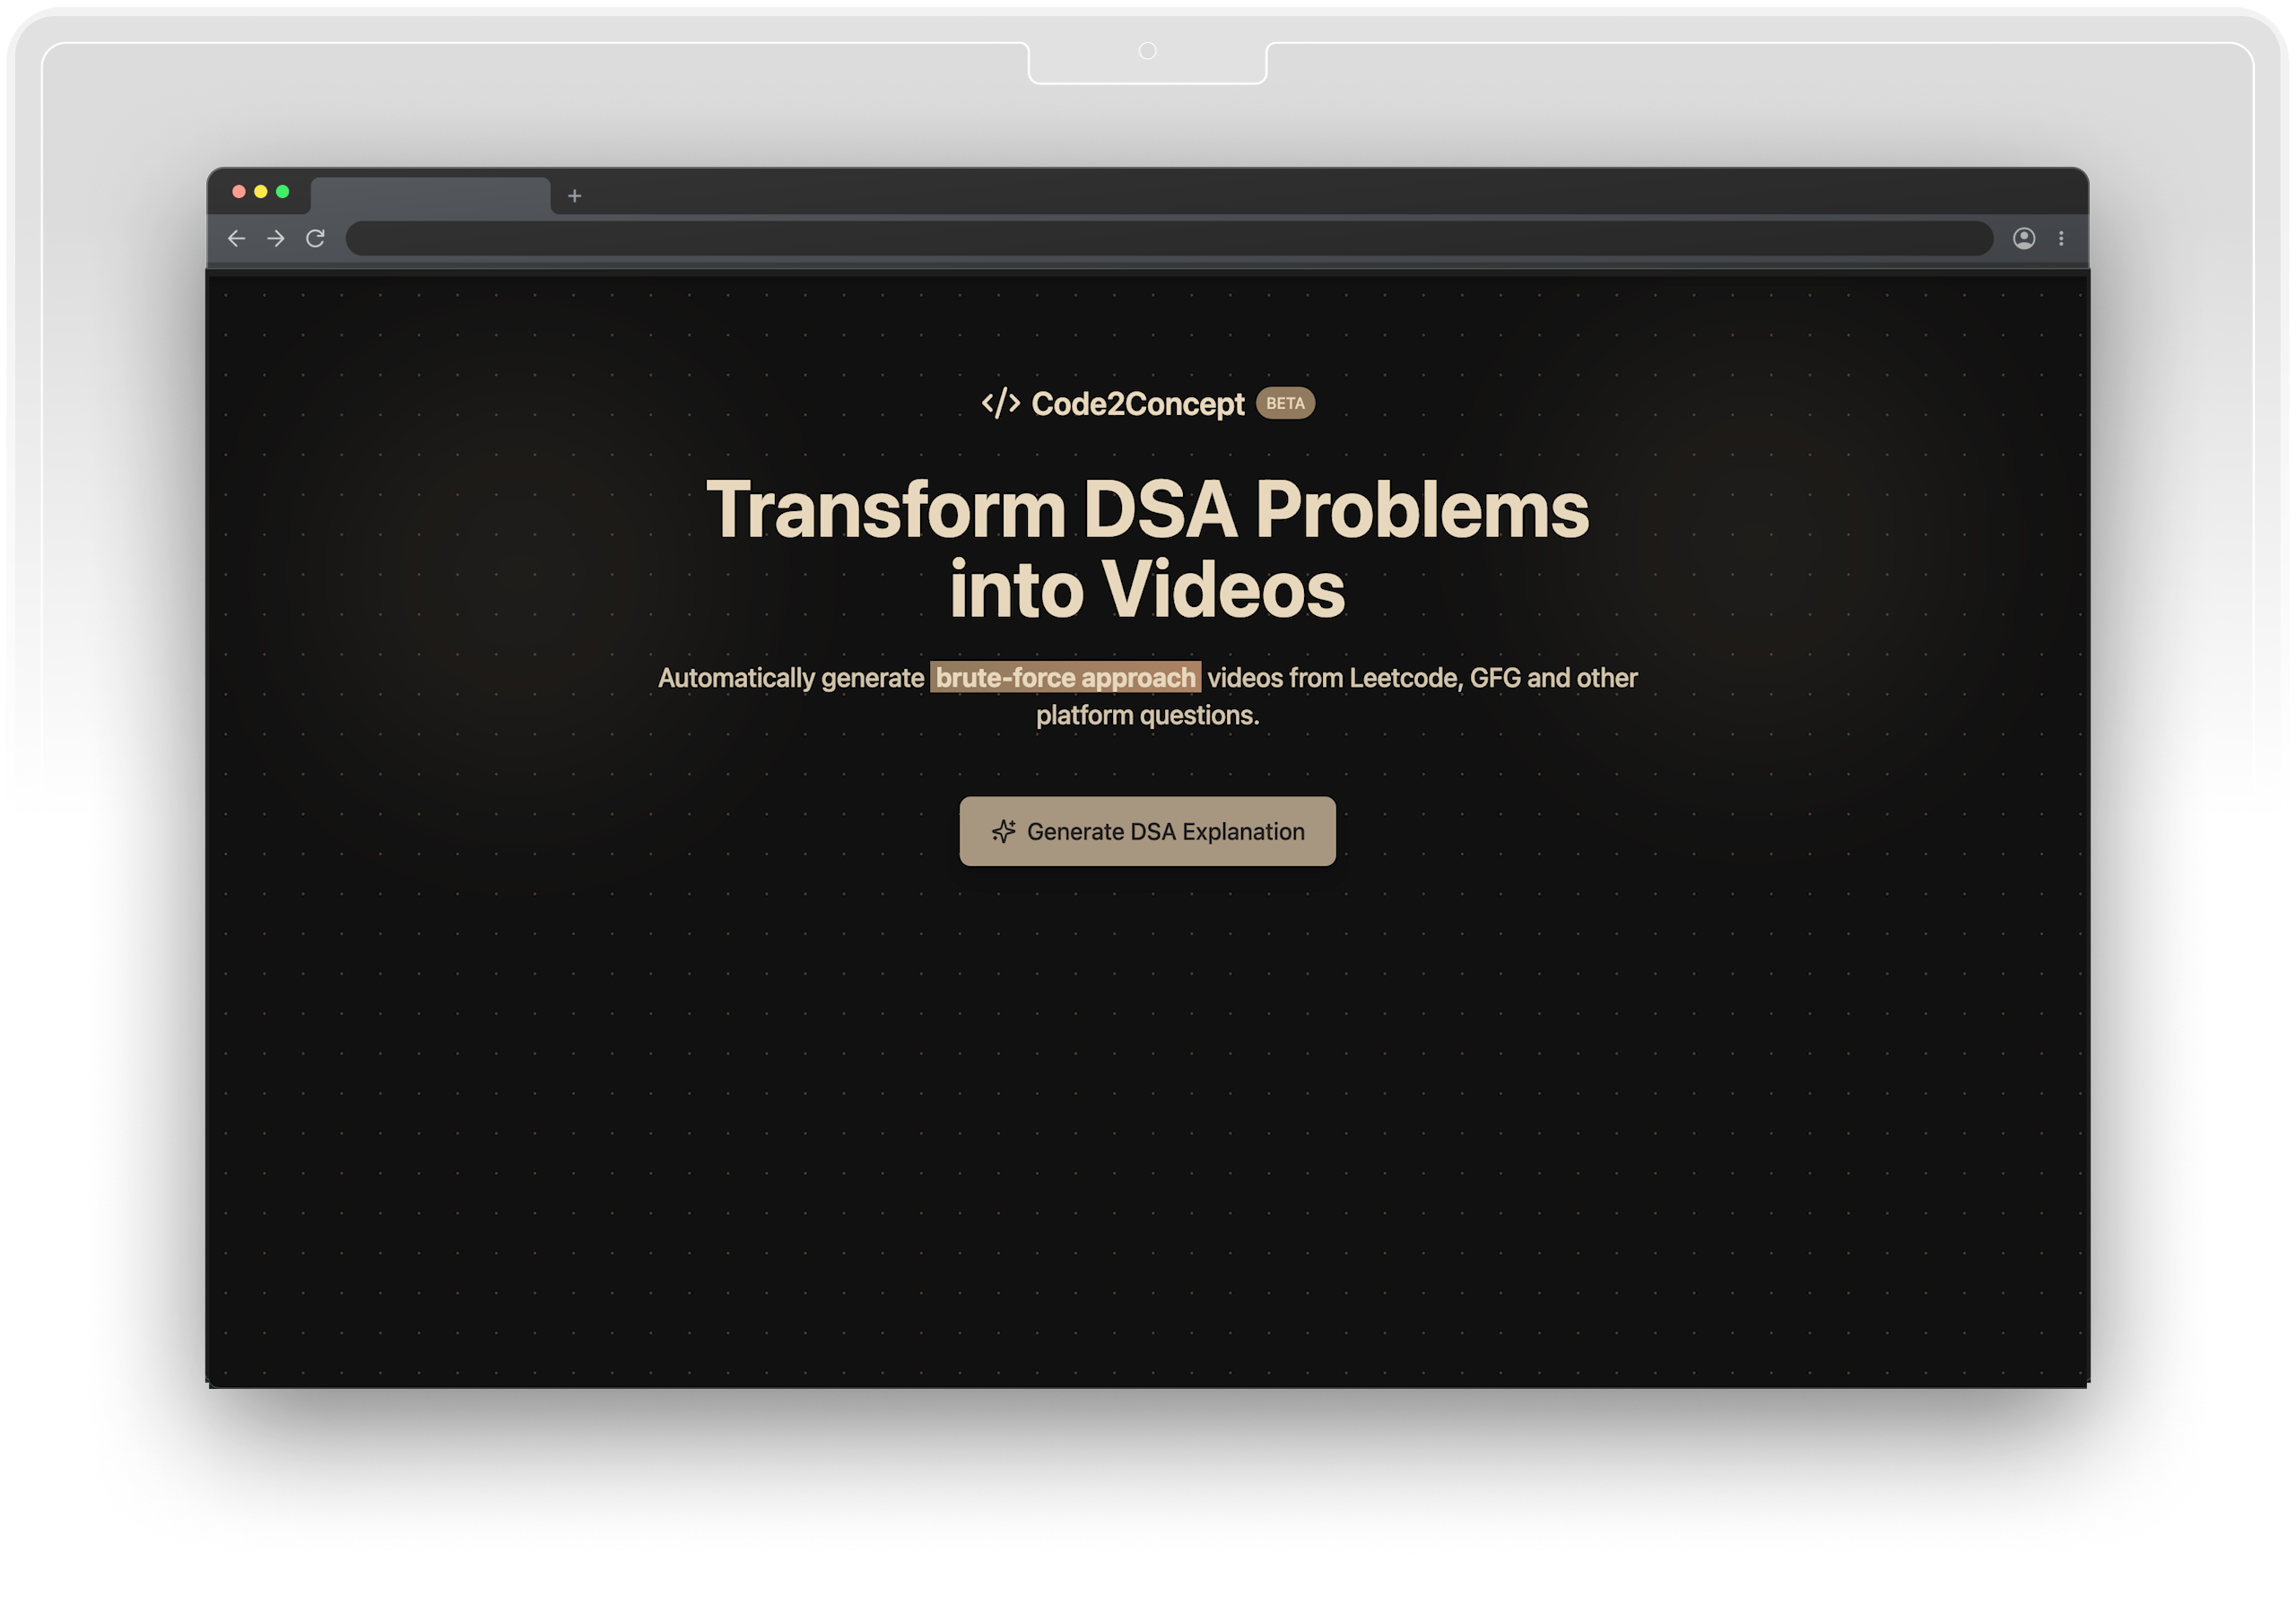 Code2Concept BETA
Transform DSA Problems
into Videos
Automatically generate brute-force approach videos from Leetcode, GFG and other
platform questions.
Generate DSA Explanation